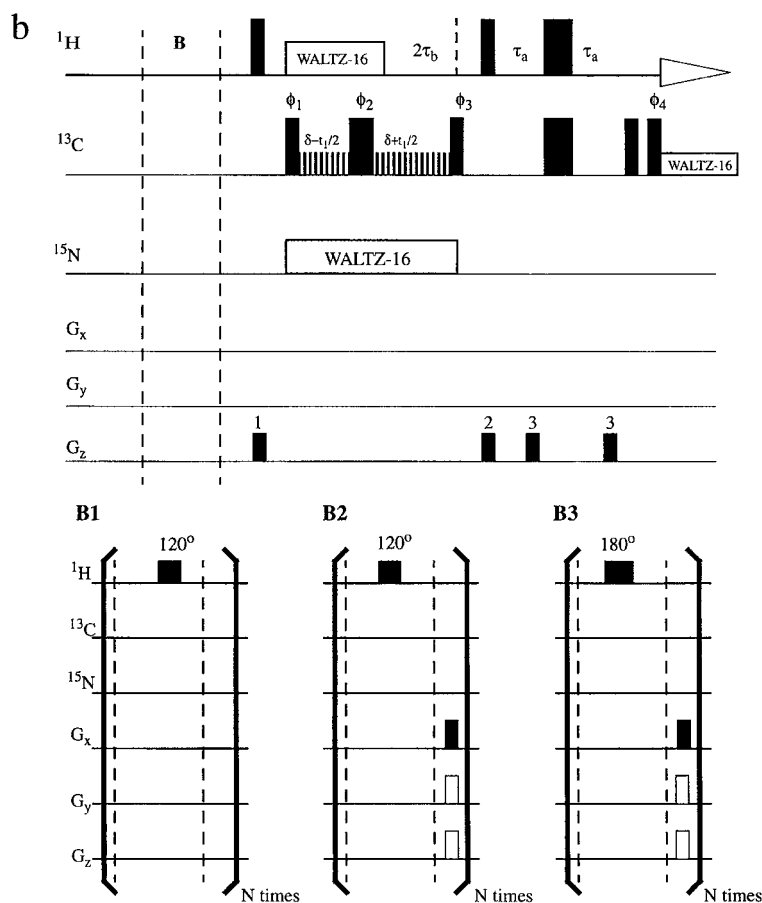 b
¹H B WALTZ-16 2τb τa τa
ϕ1 ϕ2 ϕ3 ϕ4
¹³C δ−t1/2 δ+t1/2 WALTZ-16
¹⁵N WALTZ-16
Gx
Gy
1 2 3 3
Gz
B1 B2 B3
120° 120° 180°
¹H
¹³C
¹⁵N
Gx
Gy
Gz
N times N times N times